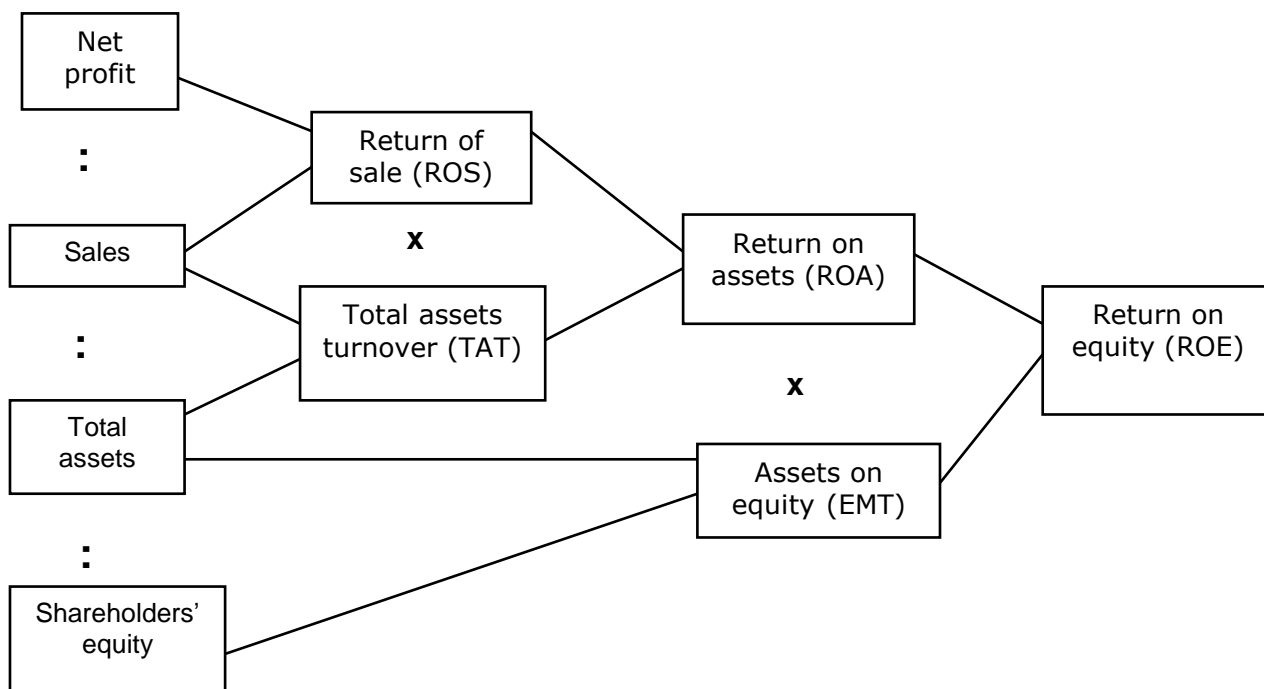 Net
profit
:
Return of
sale (ROS)
Sales
x
Return on
assets (ROA)
:
Total assets
turnover (TAT)
Return on
equity (ROE)
x
Total
assets
Assets on
equity (EMT)
:
Shareholders’
equity